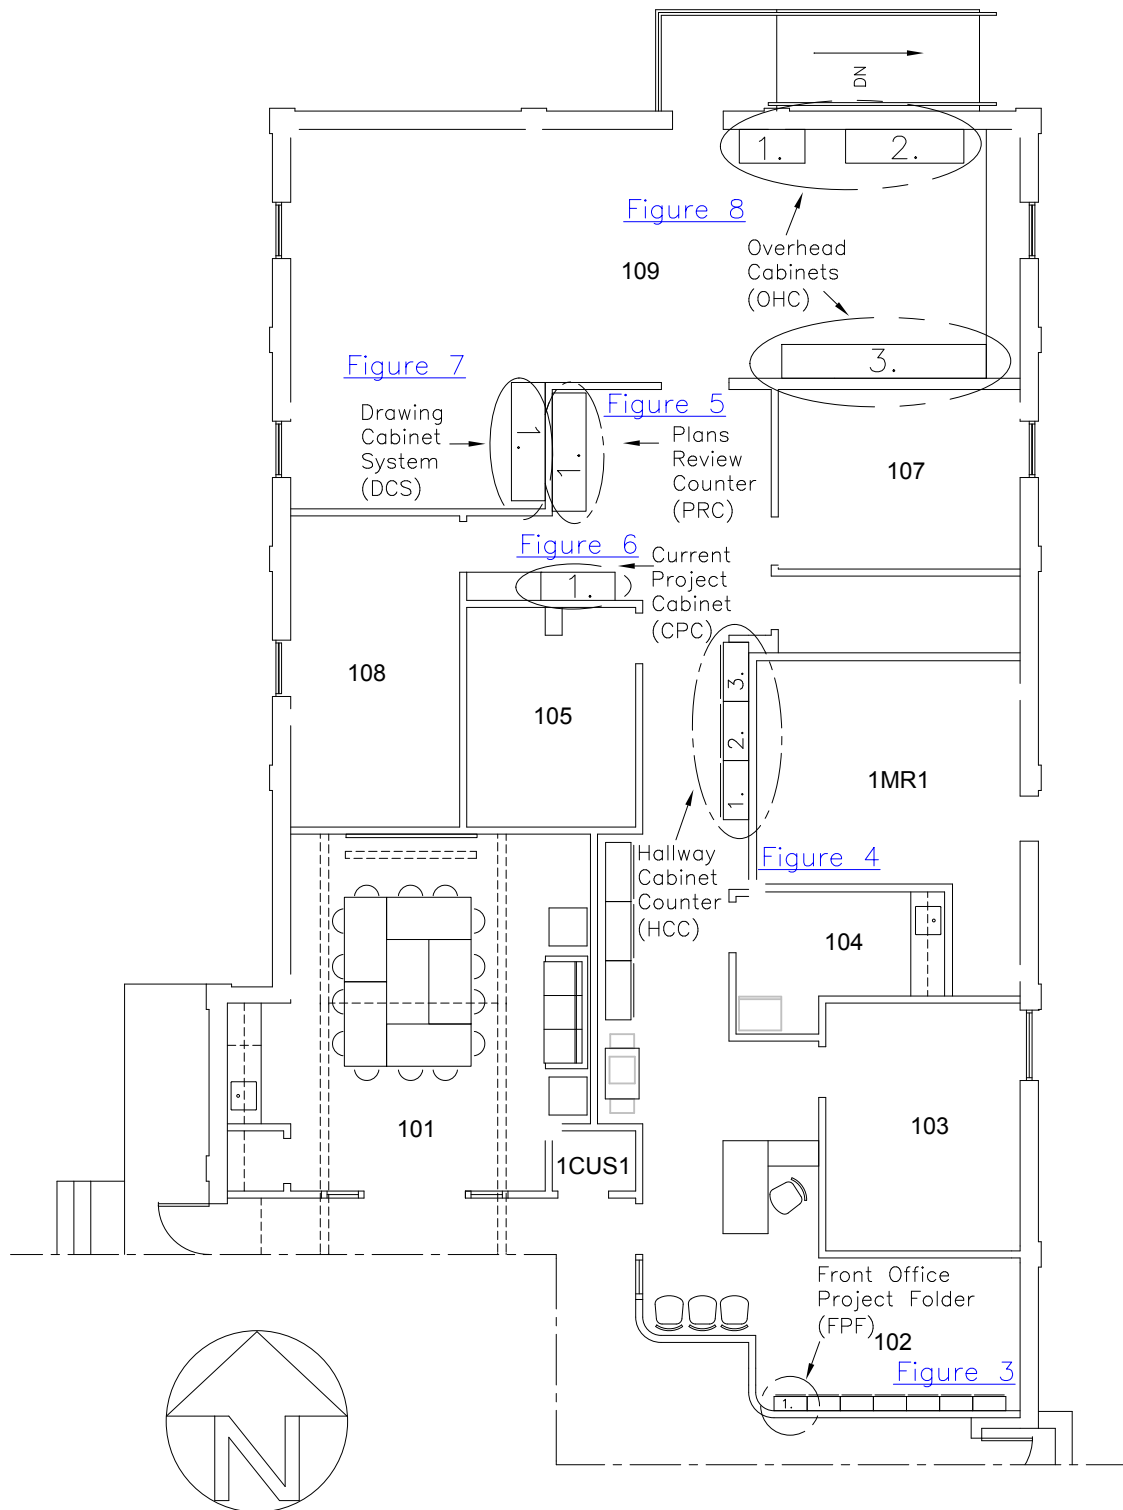 DN
1.
2.
Figure 8
Overhead
Cabinets
(OHC)
109
3.
Figure 7
Drawing
Cabinet
System
(DCS)
1.
1.
Figure 5
Plans
Review
Counter
(PRC)
107
Figure 6
Current
Project
Cabinet
(CPC)
1.
108
105
3.
2.
1.
1MR1
Hallway
Cabinet
Counter
(HCC)
Figure 4
104
101
1CUS1
103
Front Office
Project Folder
(FPF)
102
Figure 3
1.
N